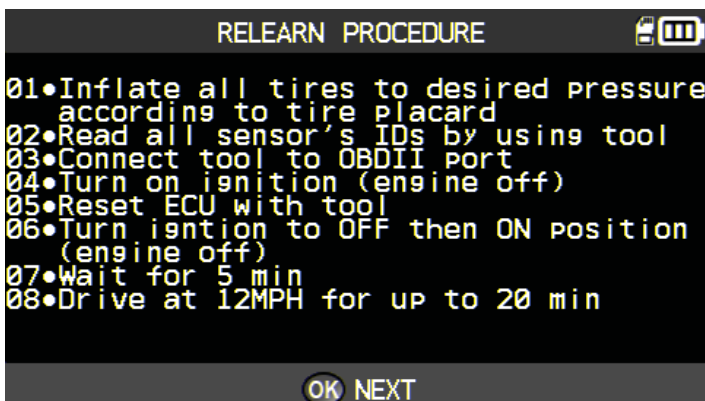 RELEARN PROCEDURE
01•Inflate all tires to desired pressure
according to tire placard
02•Read all sensor's IDs by using tool
03•Connect tool to OBDII port
04•Turn on ignition (engine off)
05•Reset ECU with tool
06•Turn igntion to OFF then ON position
(engine off)
07•Wait for 5 min
08•Drive at 12MPH for up to 20 min
OK NEXT